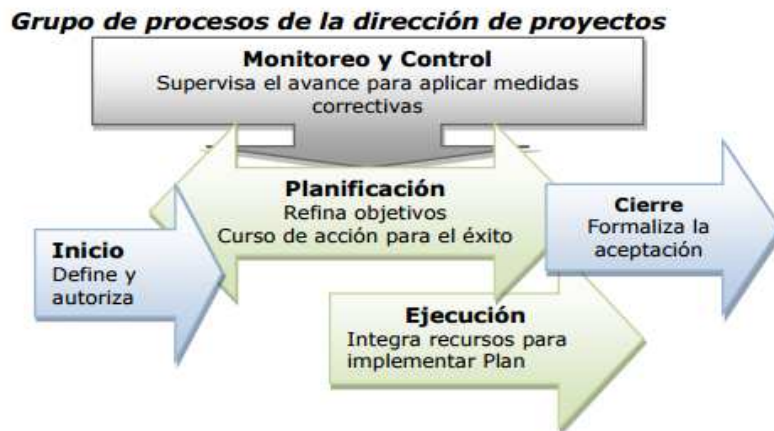 Grupo de procesos de la dirección de proyectos
Monitoreo y Control
Supervisa el avance para aplicar medidas
correctivas
Planificación
Refina objetivos
Curso de acción para el éxito
Inicio
Define y
autoriza
Cierre
Formaliza la
aceptación
Ejecución
Integra recursos para
implementar Plan